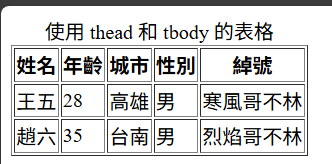 使用 thead 和 tbody 的表格
姓名 年齡 城市 性別 綽號
王五 28 高雄 男 寒風哥不林
趙六 35 台南 男 烈焰哥不林